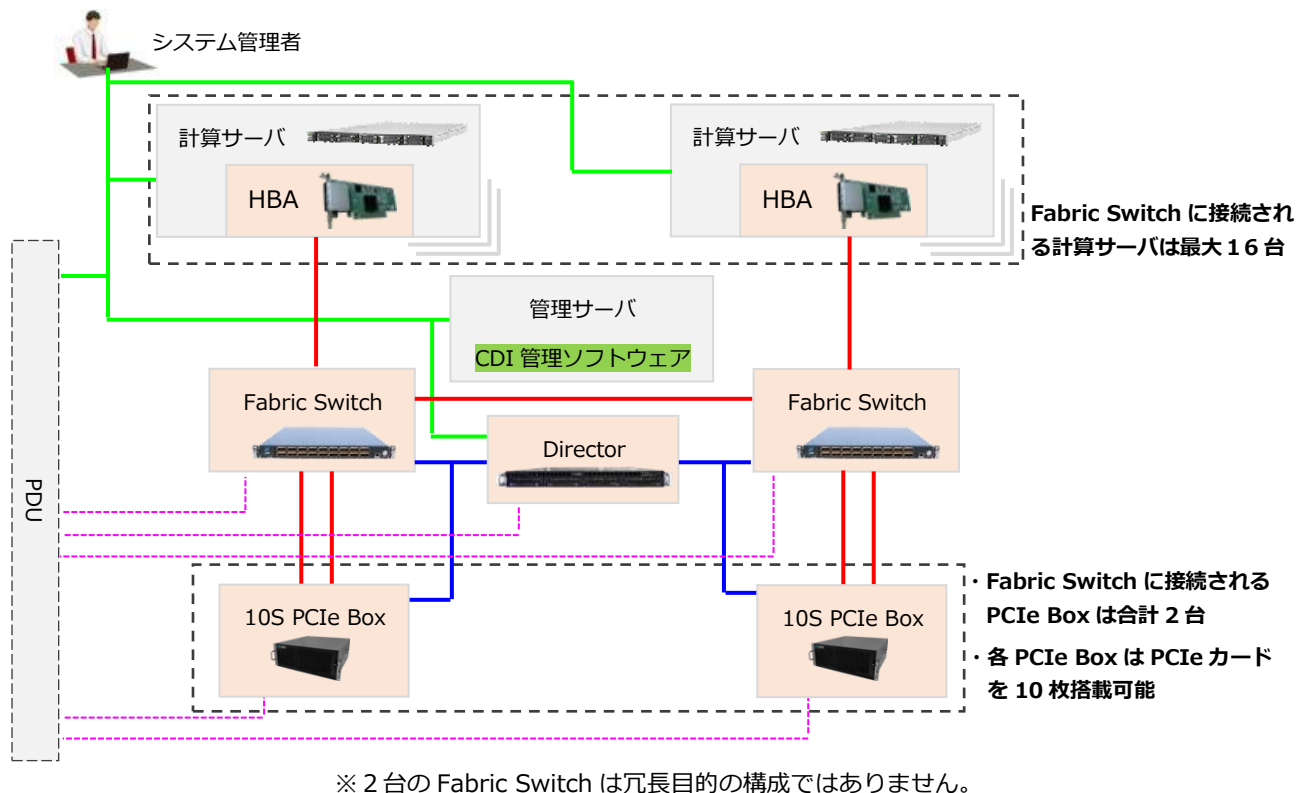 システム管理者
計算サーバ
HBA
計算サーバ
HBA
Fabric Switch に接続され
る計算サーバは最大16台
管理サーバ
CDI 管理ソフトウェア
Fabric Switch
Fabric Switch
Director
PDU
10S PCIe Box
10S PCIe Box
・Fabric Switch に接続される
PCIe Box は合計 2 台
・各 PCIe Box は PCIe カード
を 10 枚搭載可能
※２台の Fabric Switch は冗長目的の構成ではありません。